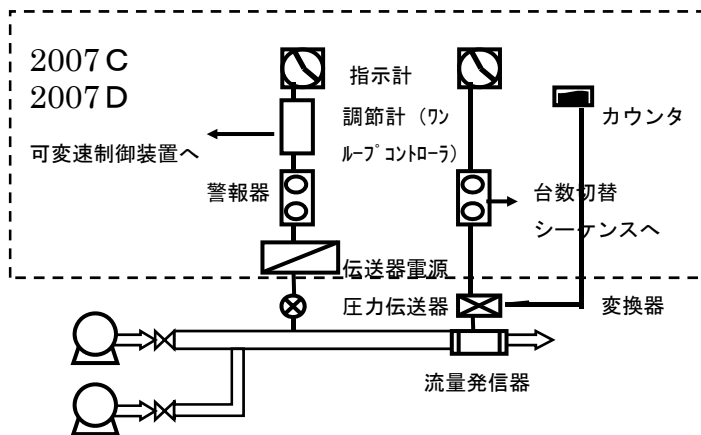 2007C
2007D
指示計
調節計（ﾜﾝ
ﾙｰﾌﾟｺﾝﾄﾛｰﾗ）
カウンタ
可変速制御装置へ
警報器
台数切替
シーケンスへ
伝送器電源
圧力伝送器
変換器
流量発信器